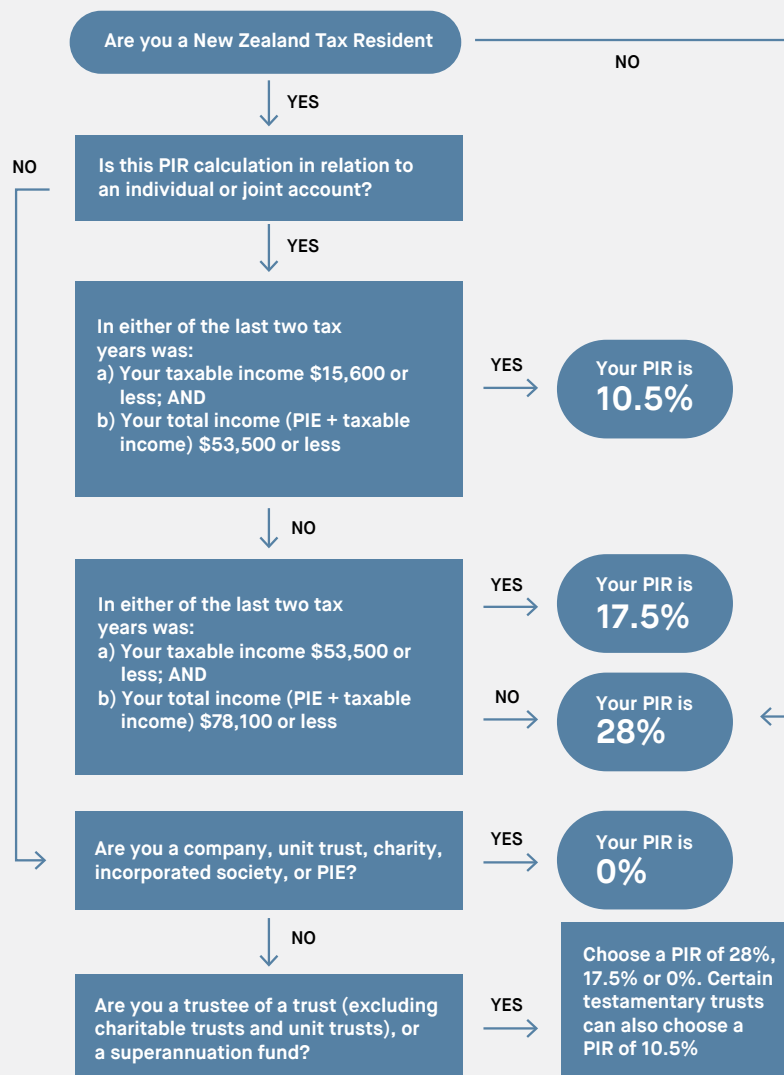 Are you a New Zealand Tax Resident
NO
YES
NO
Is this PIR calculation in relation to
an individual or joint account?
YES
In either of the last two tax
years was:
a) Your taxable income $15,600 or
less; AND
b) Your total income (PIE + taxable
income) $53,500 or less
YES
Your PIR is
10.5%
NO
In either of the last two tax
years was:
a) Your taxable income $53,500 or
less; AND
b) Your total income (PIE + taxable
income) $78,100 or less
YES
Your PIR is
17.5%
NO
Your PIR is
28%
Are you a company, unit trust, charity,
incorporated society, or PIE?
YES
Your PIR is
0%
NO
Are you a trustee of a trust (excluding
charitable trusts and unit trusts), or
a superannuation fund?
YES
Choose a PIR of 28%,
17.5% or 0%. Certain
testamentary trusts
can also choose a
PIR of 10.5%